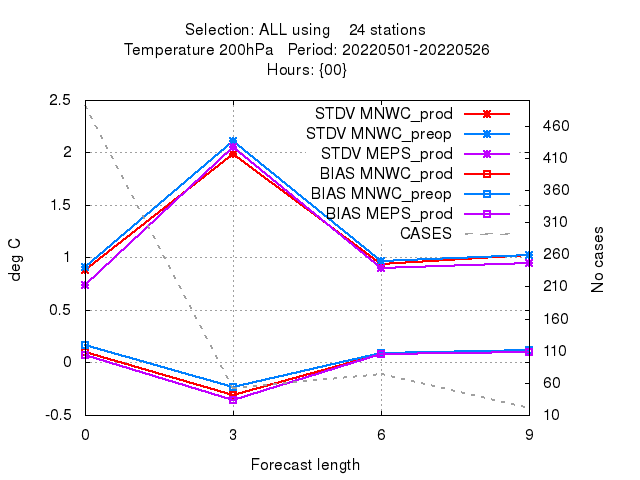 Selection: ALL using    24 stations
Temperature 200hPa   Period: 20220501-20220526
Hours: {00}
2.5
2
1.5
1
0.5
0
-0.5
deg C
STDV MNWC_prod
STDV MNWC_preop
STDV MEPS_prod
BIAS MNWC_prod
BIAS MNWC_preop
BIAS MEPS_prod
CASES
460
410
360
310
260
210
160
110
60
10
No cases
0 3 6 9
Forecast length